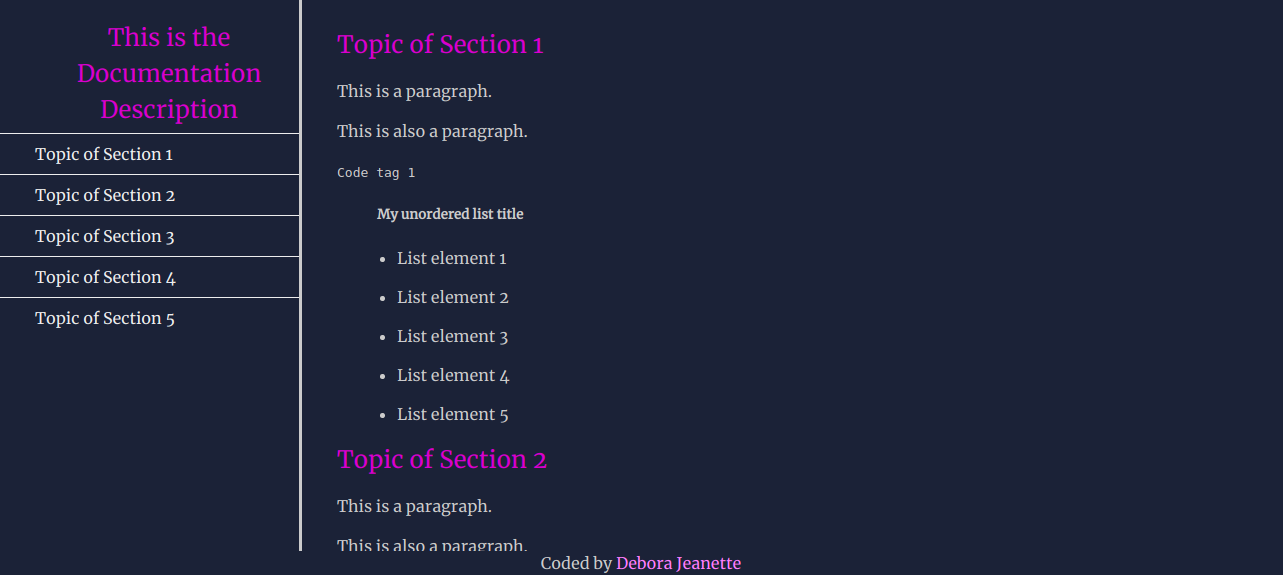 This is the
Documentation
Description
Topic of Section 1
Topic of Section 2
Topic of Section 3
Topic of Section 4
Topic of Section 5
Topic of Section 1
This is a paragraph.
This is also a paragraph.
Code tag 1
My unordered list title
List element 1
List element 2
List element 3
List element 4
List element 5
Topic of Section 2
This is a paragraph.
This is also a paragraph.
Coded by Debora Jeanette